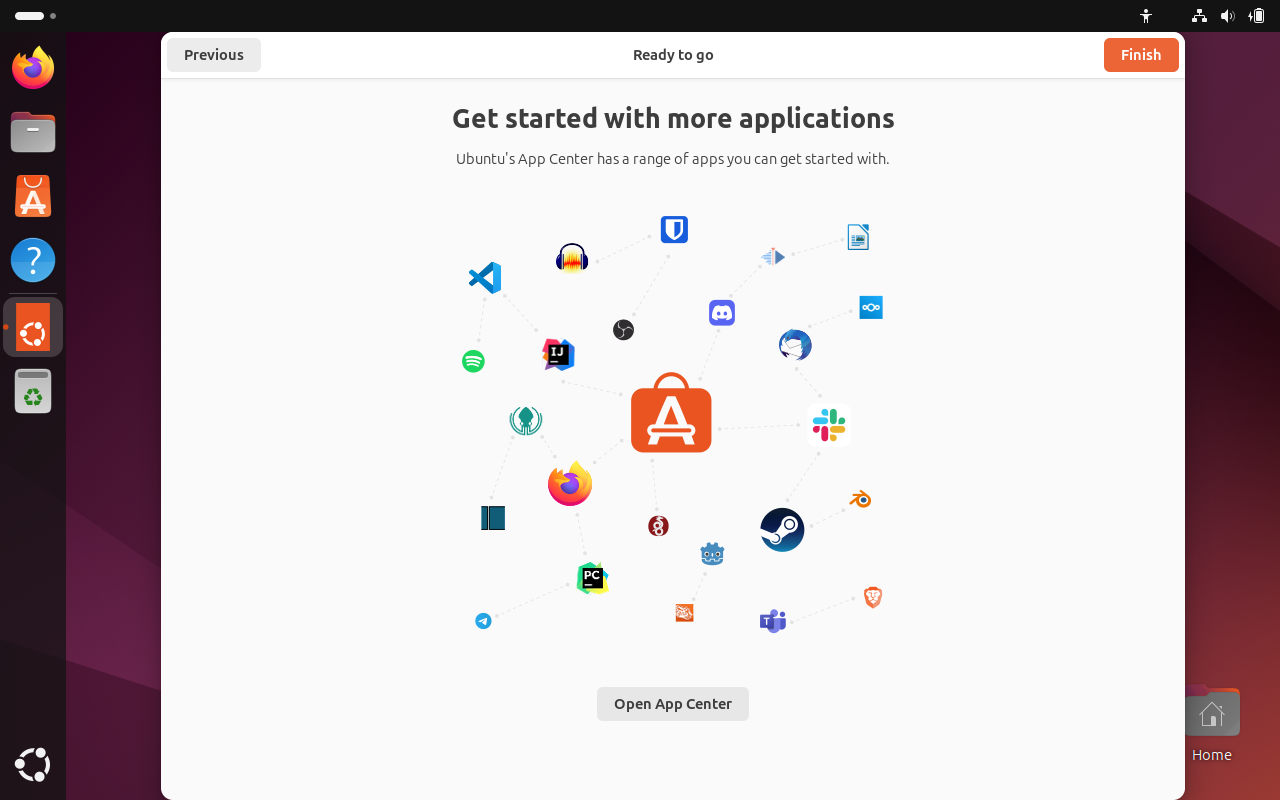 Previous
Ready to go
Finish
Get started with more applications
Ubuntu's App Center has a range of apps you can get started with.
IJ
PC
T
Open App Center
Home